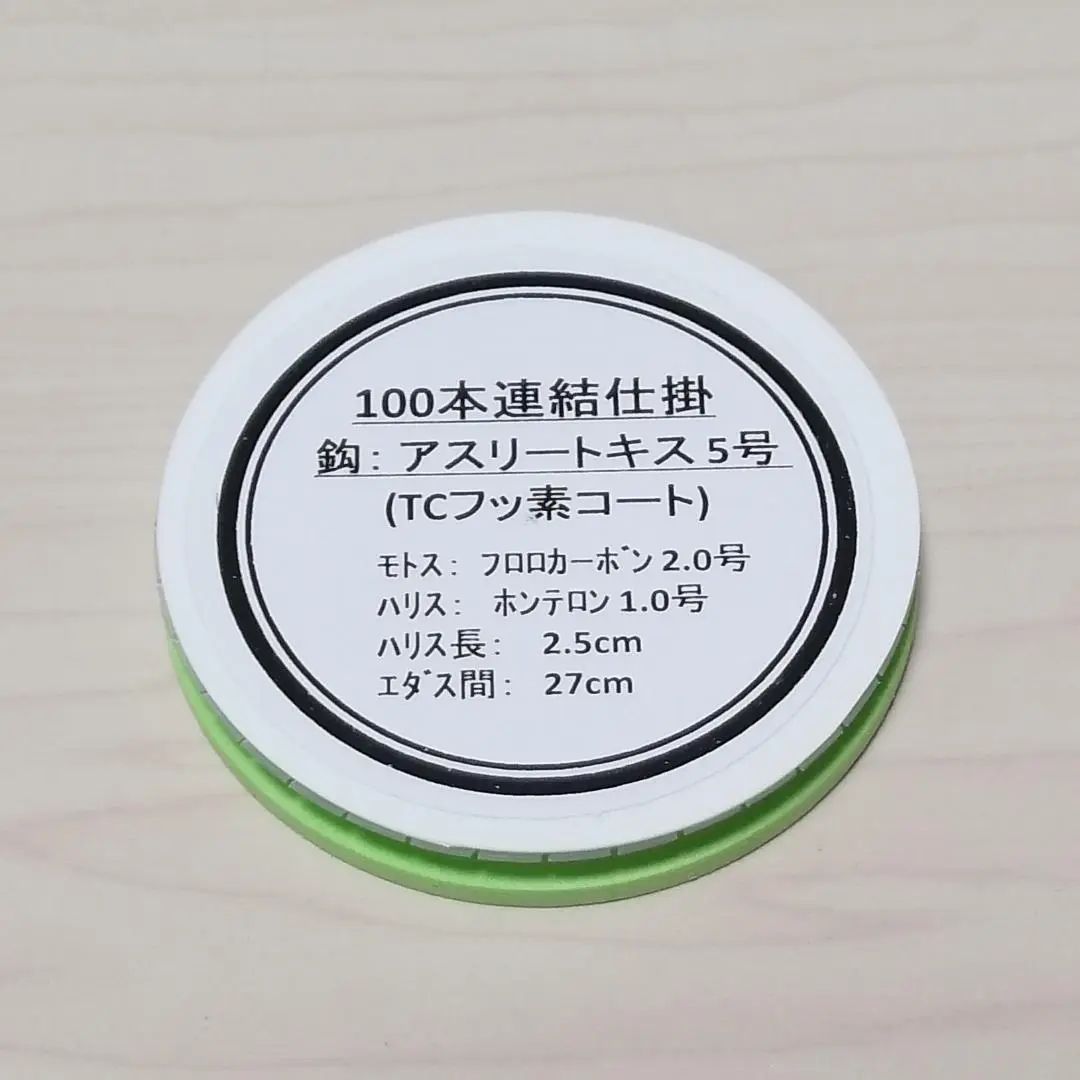 100本連結仕掛
鈎：アスリートキス5号
(TCフッ素コート)
ﾓﾄｽ：ﾌﾛﾛｶｰﾎﾞﾝ2.0号
ﾊﾘｽ：ﾎﾝﾃﾛﾝ1.0号
ﾊﾘｽ長：2.5cm
ｴﾀﾞｽ間：27cm